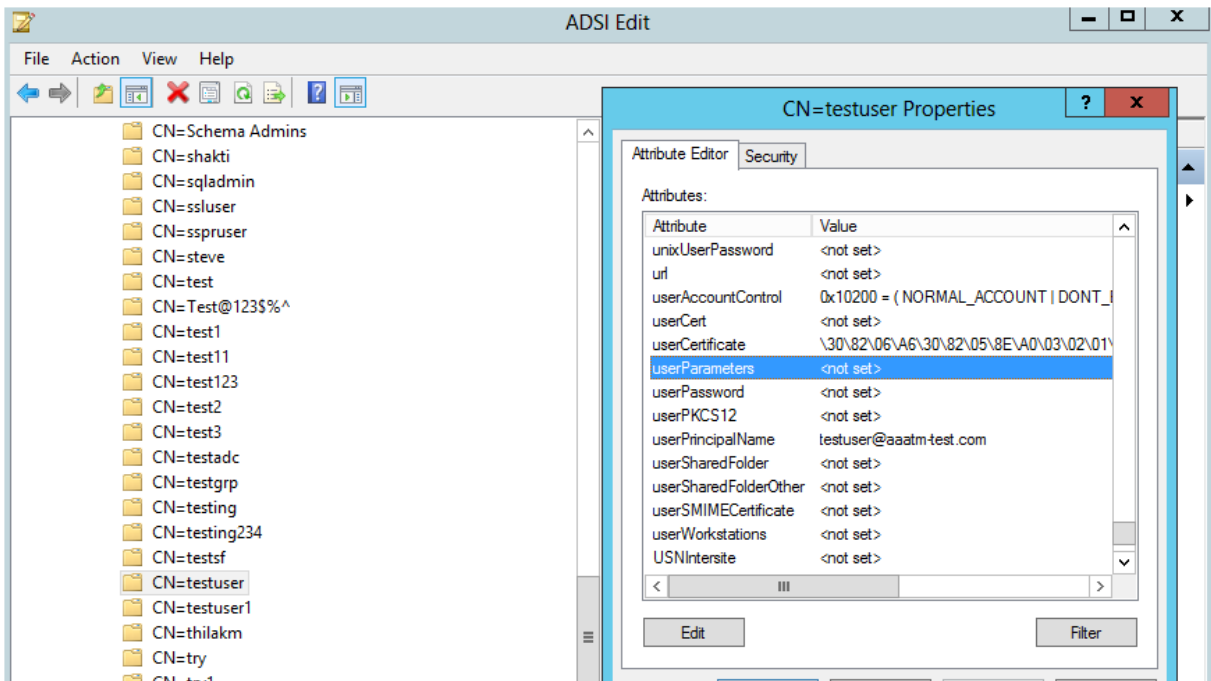 ADSI Edit
File Action View Help
CN=Schema Admins
CN=shakti
CN=sqladmin
CN=ssluser
CN=sspruser
CN=steve
CN=test
CN=Test@123$%^
CN=test1
CN=test11
CN=test123
CN=test2
CN=test3
CN=testadc
CN=testgrp
CN=testing
CN=testing234
CN=testsf
CN=testuser
CN=testuser1
CN=thilakm
CN=try
CN=testuser Properties
Attribute Editor Security
Attributes:
Attribute Value
unixUserPassword <not set>
url <not set>
userAccountControl 0x10200 = ( NORMAL_ACCOUNT | DONT_
userCert <not set>
userCertificate \30\82\06\A6\30\82\05\8E\A0\03\02\01\
userParameters <not set>
userPassword <not set>
userPKCS12 <not set>
userPrincipalName testuser@aaatm-test.com
userSharedFolder <not set>
userSharedFolderOther <not set>
userSMIMECertificate <not set>
userWorkstations <not set>
USNIntersite <not set>
Edit Filter